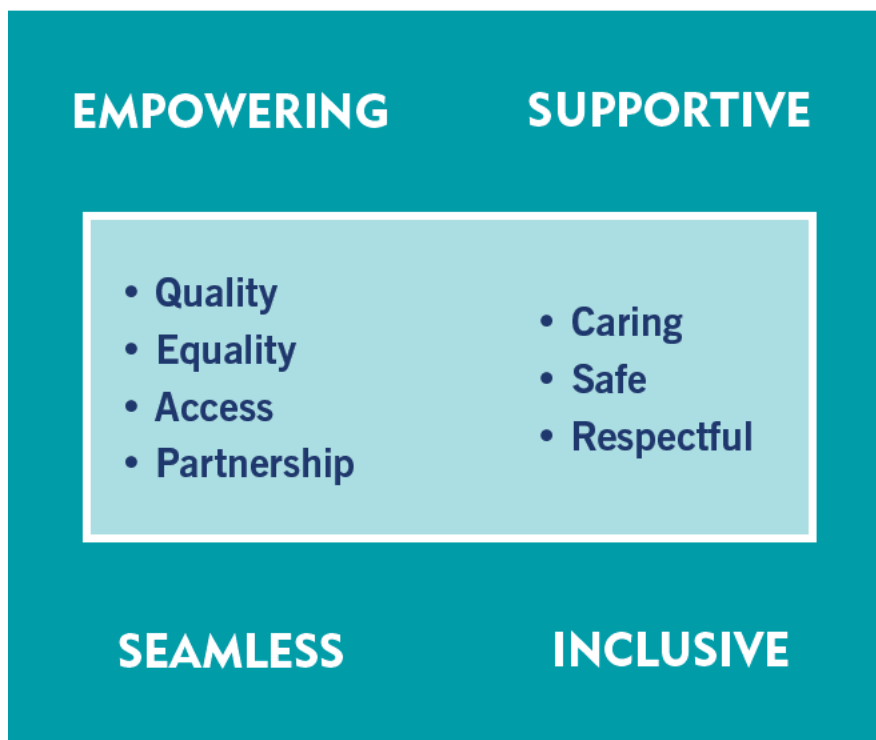 EMPOWERING
SUPPORTIVE
• Quality
• Equality
• Access
• Partnership
• Caring
• Safe
• Respectful
SEAMLESS
INCLUSIVE